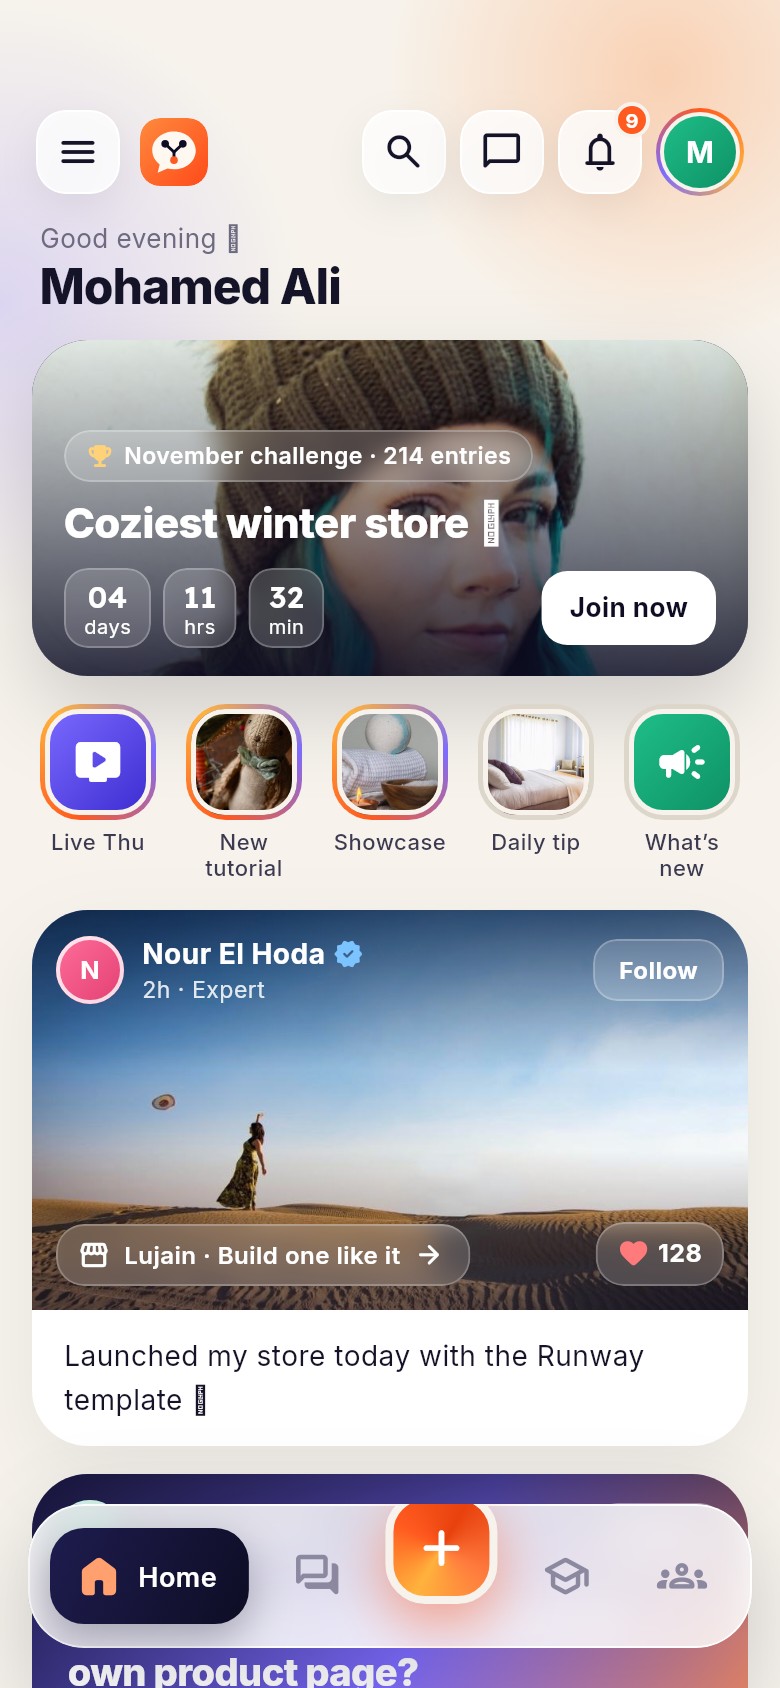 9
M
Good evening
Mohamed Ali
November challenge · 214 entries
Coziest winter store
04 days
11 hrs
32 min
Join now
Live Thu
New tutorial
Showcase
Daily tip
What’s new
N
Nour El Hoda
2h · Expert
Follow
Lujain · Build one like it
128
Launched my store today with the Runway
template
Home
own product page?